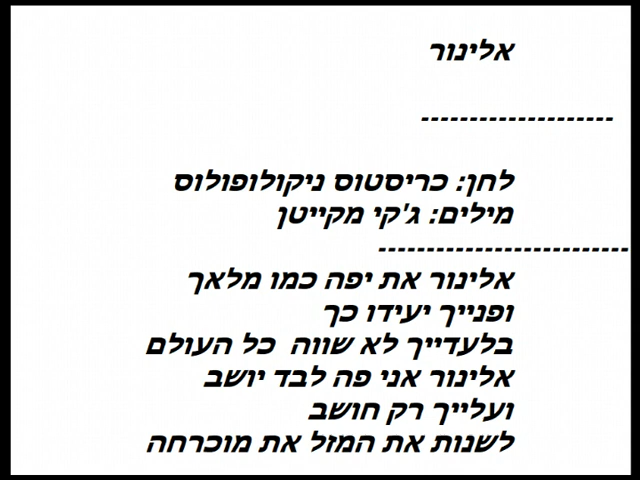 אלינור
--------------------
לחן: כריסטוס ניקולופולוס
מילים: ג'קי מקייטן
--------------------------
אלינור את יפה כמו מלאך
ופנייך יעידו כך
בלעדייך לא שווה  כל העולם
אלינור אני פה לבד יושב
ועלייך רק חושב
לשנות את המזל את מוכרחה